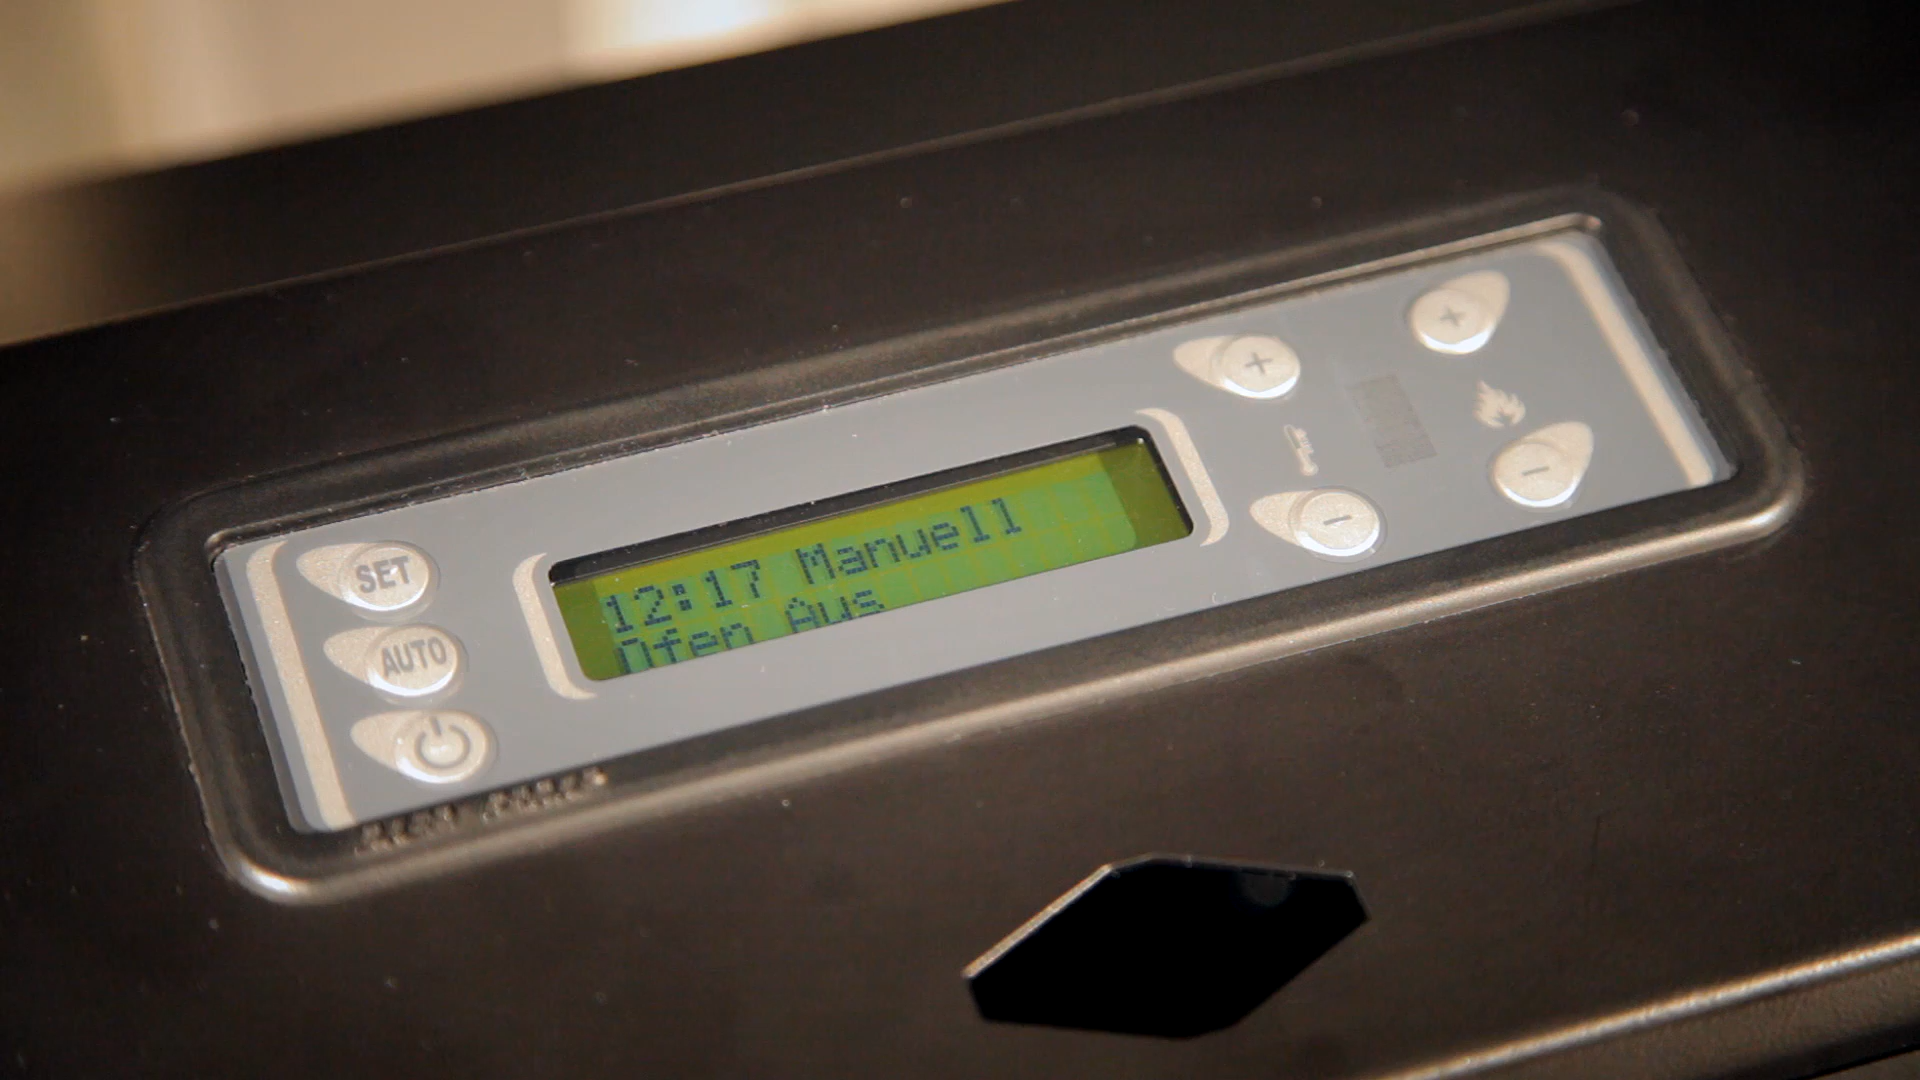 SET
AUTO
12:17 Manuell
Ofen Aus
+
-
+
-